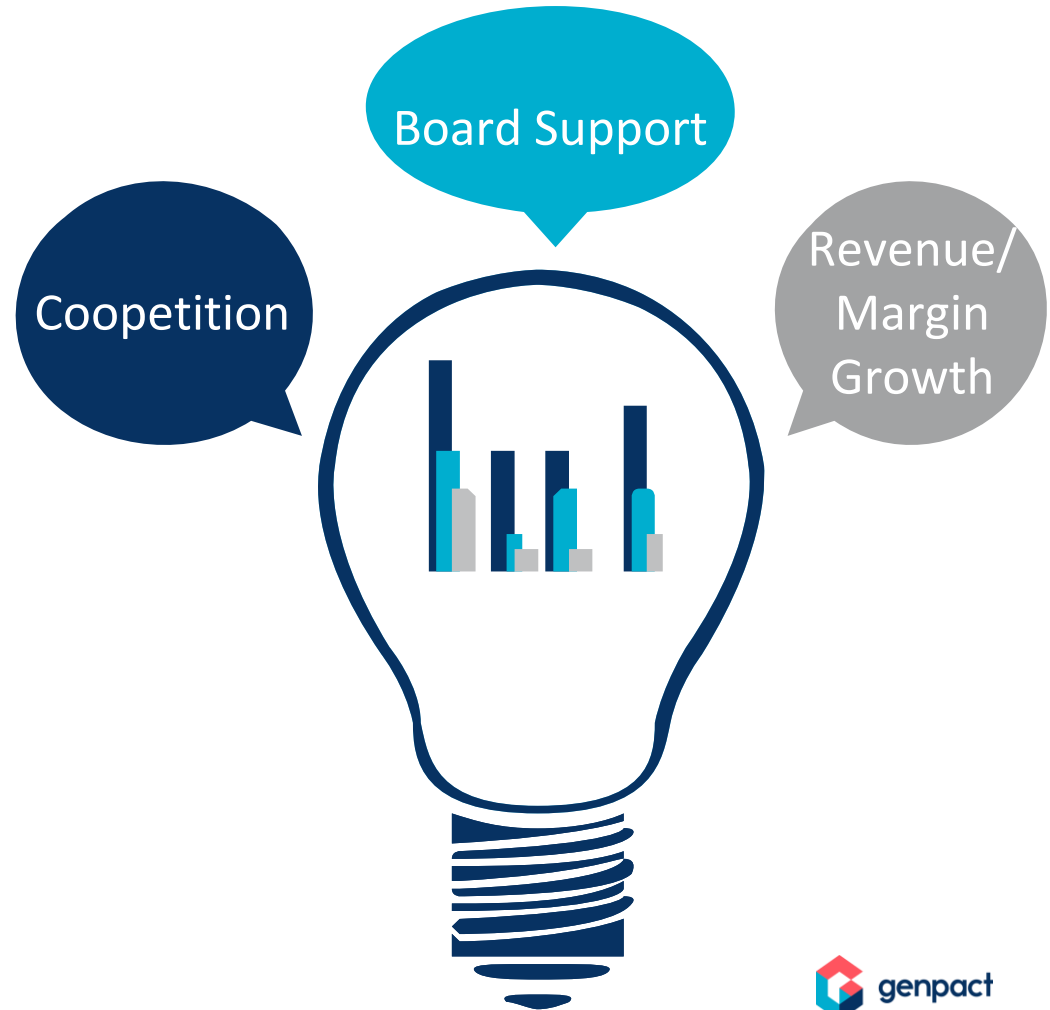 Board Support
Coopetition
Revenue/
Margin
Growth
genpact